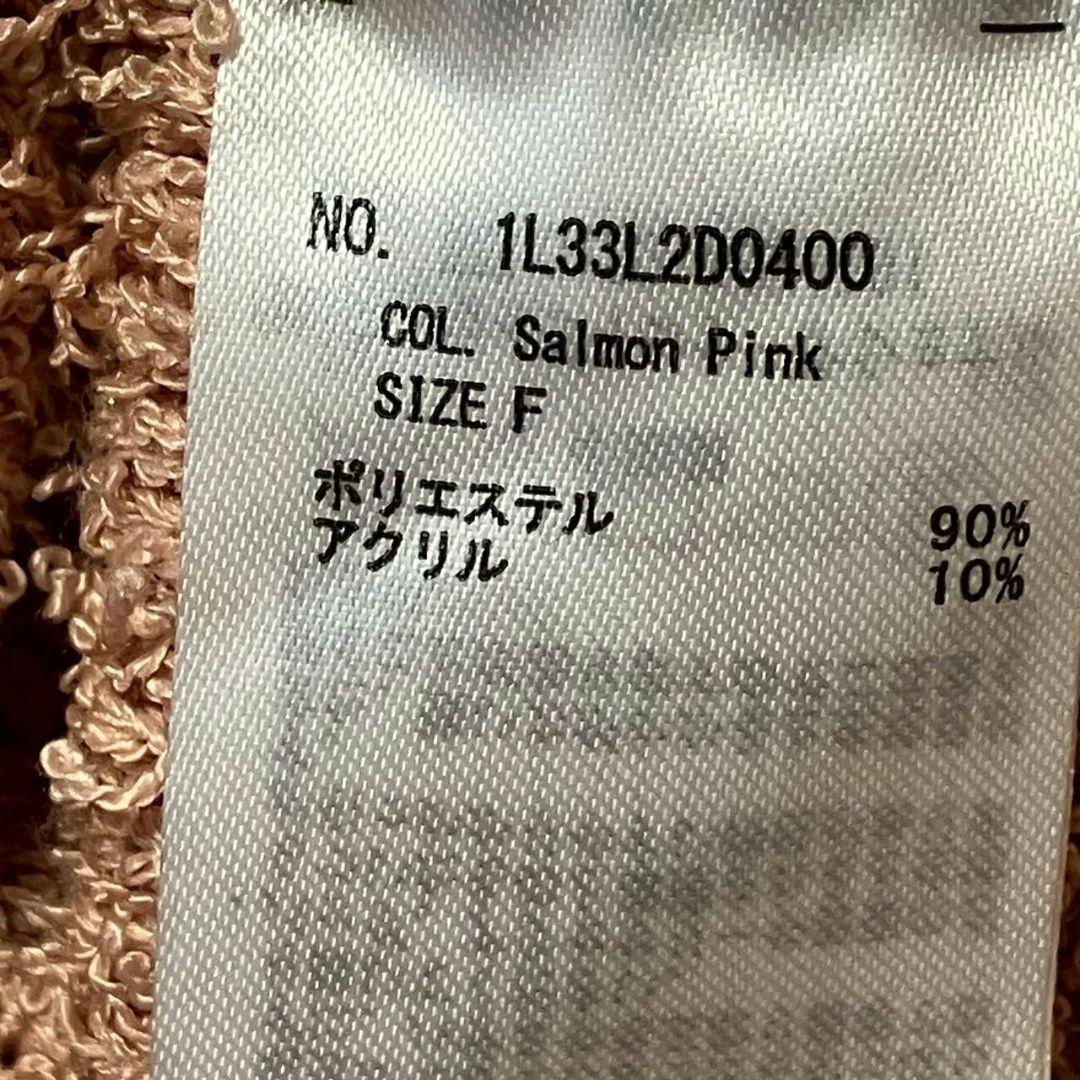 NO. 1L33L2D0400
COL. Salmon Pink
SIZE F
ポリエステル 90%
アクリル 10%